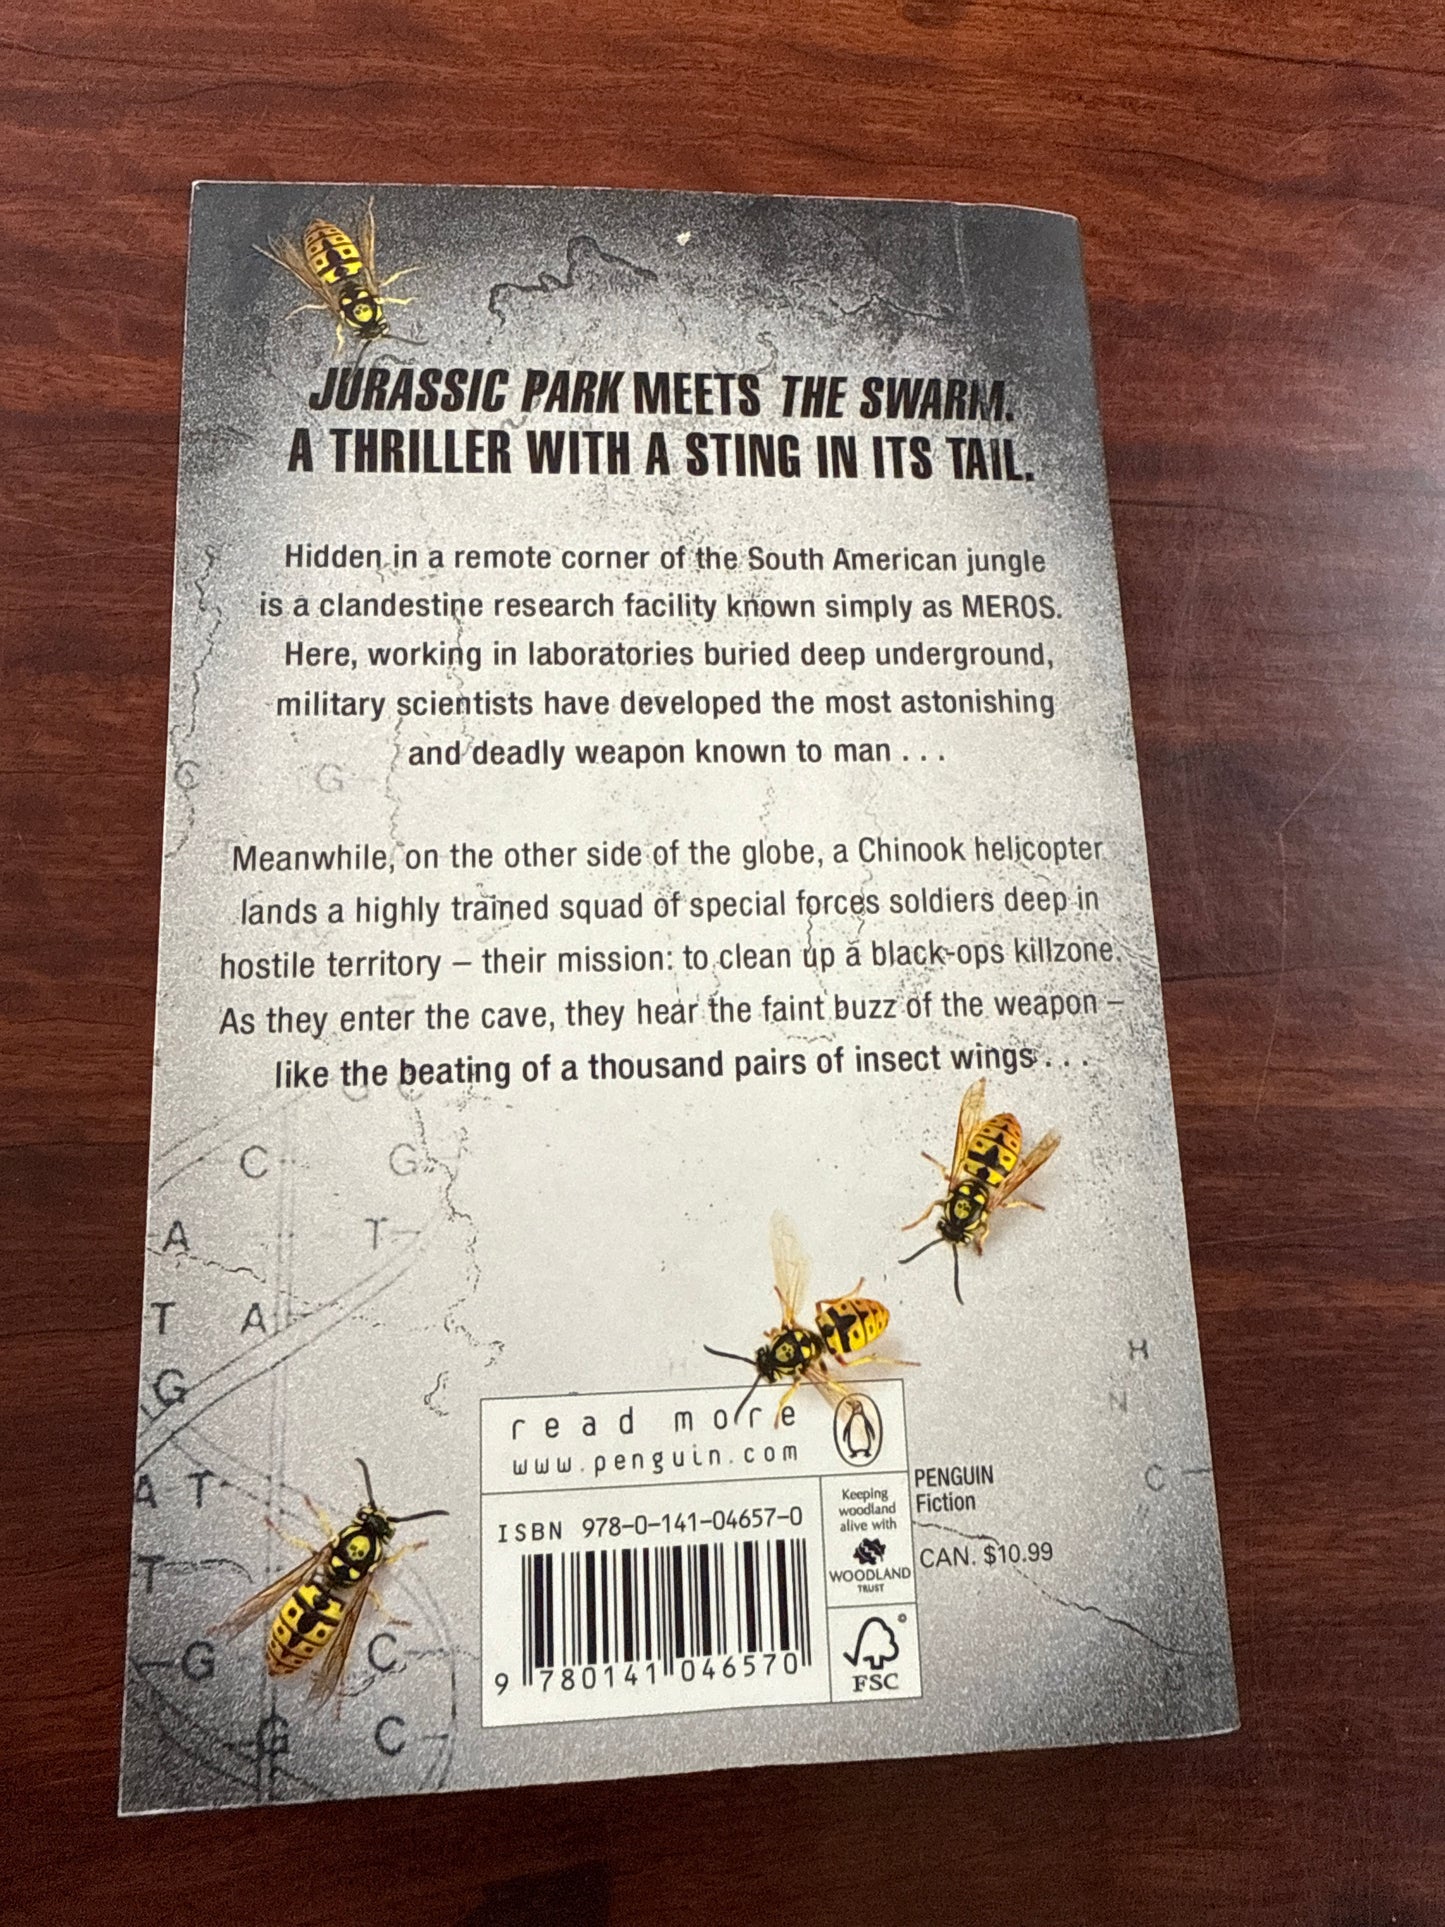 JURASSIC PARK MEETS THE SWARM.
A THRILLER WITH A STING IN ITS TAIL.
Hidden in a remote corner of the South American jungle
is a clandestine research facility known simply as MEROS.
Here, working in laboratories buried deep underground,
military scientists have developed the most astonishing
and deadly weapon known to man . . .
G
G
Meanwhile, on the other side of the globe, a Chinook helicopter
lands a highly trained squad of special forces soldiers deep in
hostile territory – their mission: to clean up a black-ops killzone.
As they enter the cave, they hear the faint buzz of the weapon –
like the beating of a thousand pairs of insect wings . . .
C G
A T
T A
G
A T
T
G C
G C
H
N
C
read more
www.penguin.com
ISBN 978-0-141-04657-0
9 780141 046570
Keeping
woodland
alive with
WOODLAND
TRUST
FSC
PENGUIN
Fiction
CAN. $10.99